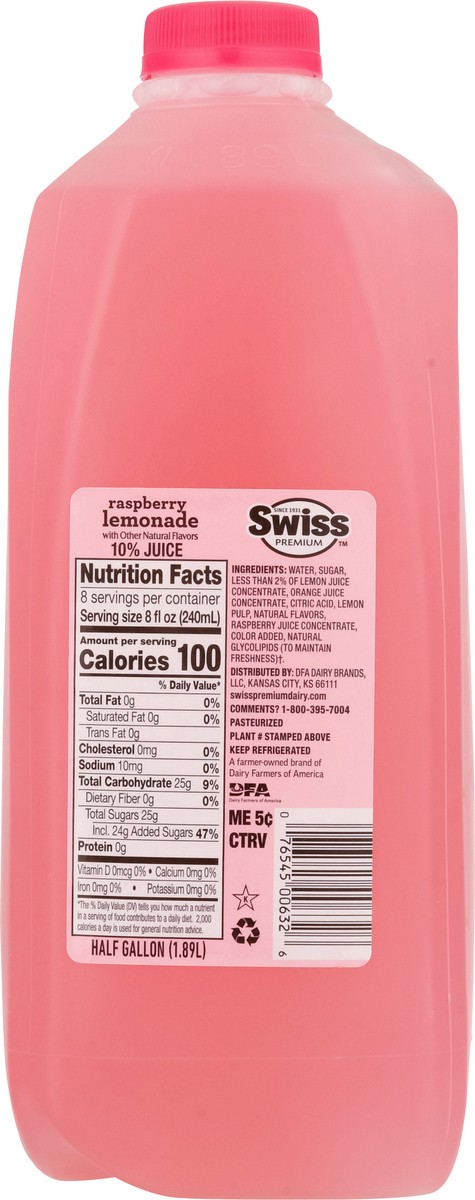 raspberry
lemonade
with Other Natural Flavors
10% JUICE
Nutrition Facts
8 servings per container
Serving size 8 fl oz (240mL)
Amount per serving
Calories 100
% Daily Value*
Total Fat 0g 0%
Saturated Fat 0g 0%
Trans Fat 0g
Cholesterol 0mg 0%
Sodium 10mg 0%
Total Carbohydrate 25g 9%
Dietary Fiber 0g 0%
Total Sugars 25g
Incl. 24g Added Sugars 47%
Protein 0g
Vitamin D 0mcg 0% • Calcium 0mg 0%
Iron 0mg 0% • Potassium 0mg 0%
*The % Daily Value (DV) tells you how much a nutrient
in a serving of food contributes to a daily diet. 2,000
calories a day is used for general nutrition advice.
HALF GALLON (1.89L)
SINCE 1931
Swiss
PREMIUM ™
INGREDIENTS: WATER, SUGAR,
LESS THAN 2% OF LEMON JUICE
CONCENTRATE, ORANGE JUICE
CONCENTRATE, CITRIC ACID, LEMON
PULP, NATURAL FLAVORS,
RASPBERRY JUICE CONCENTRATE,
COLOR ADDED, NATURAL
GLYCOLIPIDS (TO MAINTAIN
FRESHNESS)†.
DISTRIBUTED BY: DFA DAIRY BRANDS,
LLC, KANSAS CITY, KS 66111
swisspremiumdairy.com
COMMENTS? 1-800-395-7004
PASTEURIZED
PLANT # STAMPED ABOVE
KEEP REFRIGERATED
A farmer-owned brand of
Dairy Farmers of America
DFA
Dairy Farmers of America
ME 5¢
CTRV
K
0 76545 00632 6